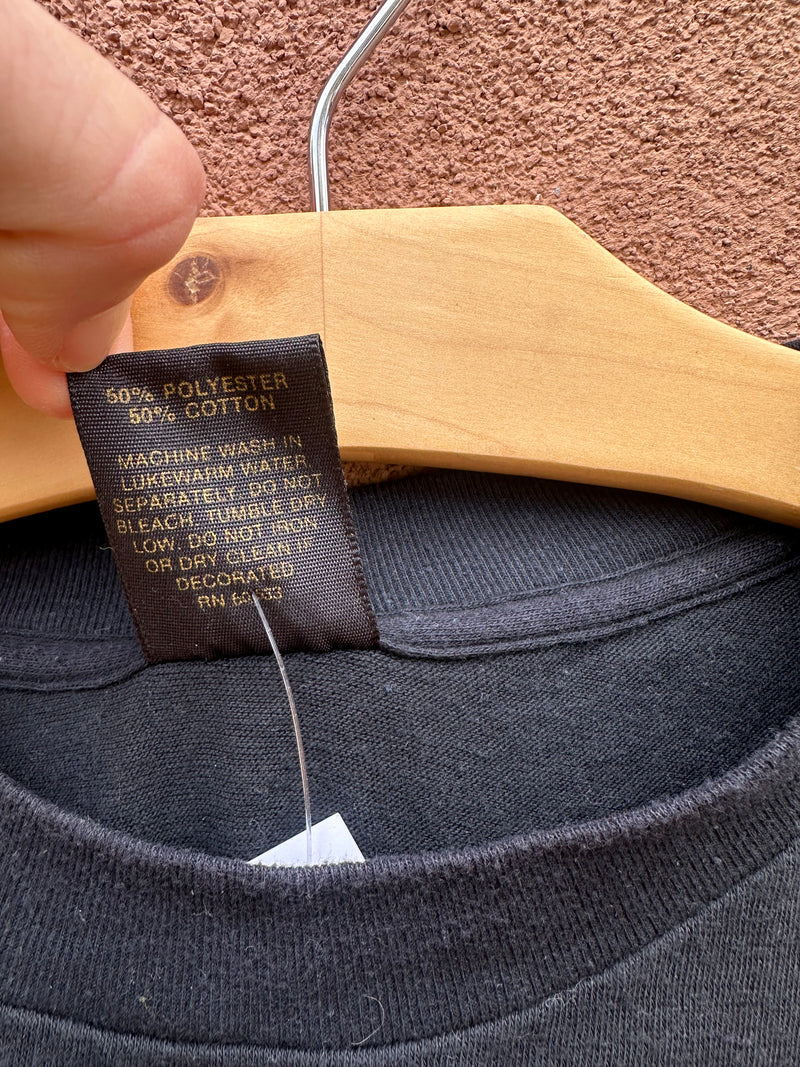 50% POLYESTER
50% COTTON
MACHINE WASH IN
LUKEWARM WATER
SEPARATELY. DO NOT
BLEACH. TUMBLE DRY
LOW. DO NOT IRON
OR DRY CLEAN IF
DECORATED
RN